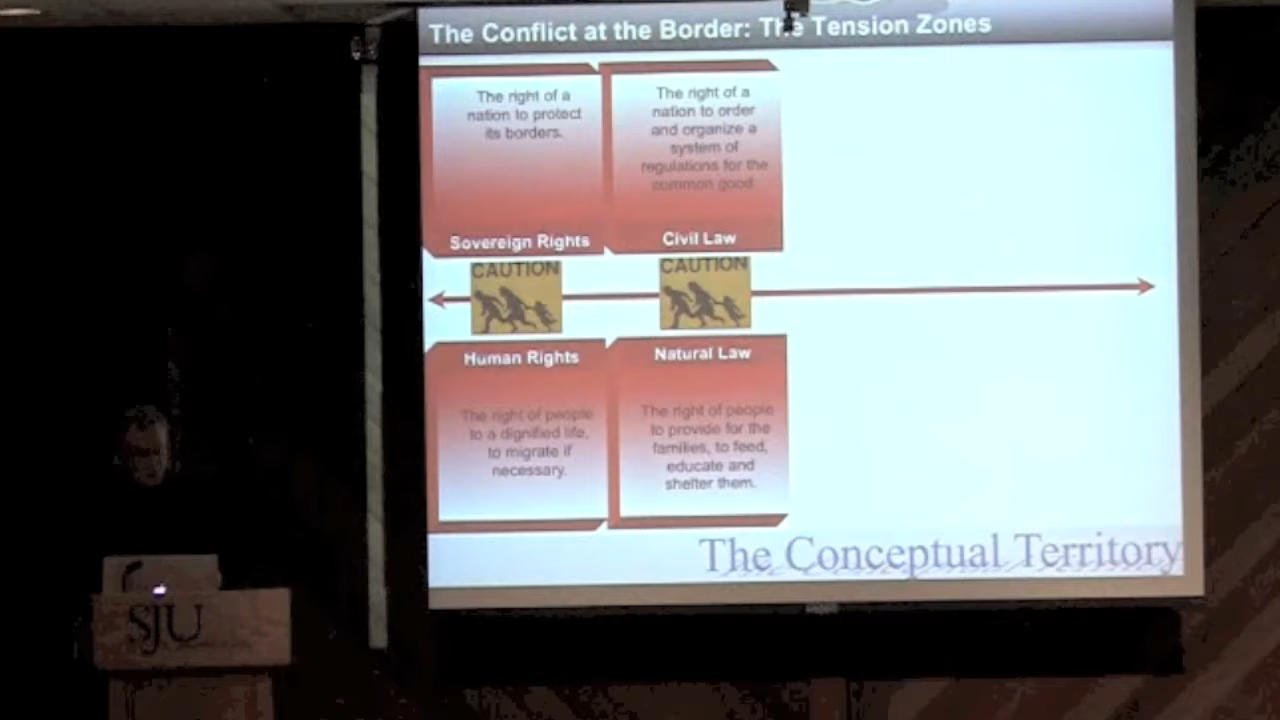 The Conflict at the Border: The Tension Zones
The right of a
nation to protect
its borders.
Sovereign Rights
The right of a
nation to order
and organize a
system of
regulations for the
common good
Civil Law
CAUTION
CAUTION
Human Rights
The right of people
to a dignified life,
to migrate if
necessary.
Natural Law
The right of people
to provide for the
families, to feed,
educate and
shelter them.
The Conceptual Territory
SJU